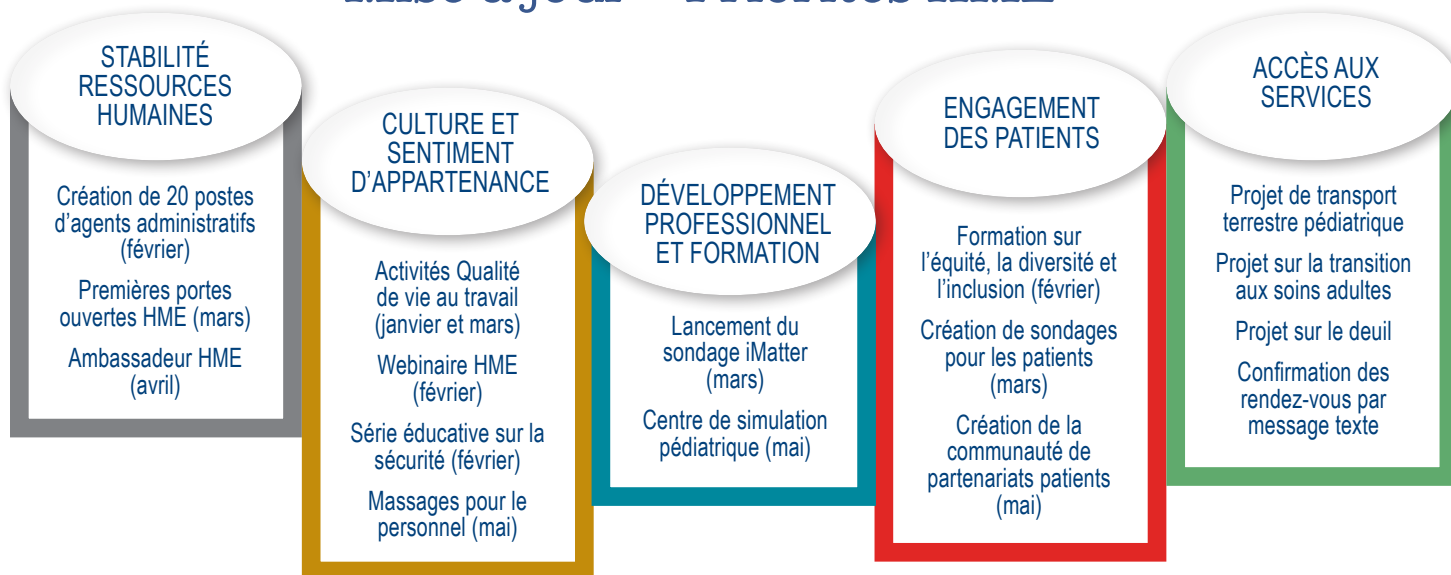 STABILITÉ
RESSOURCES
HUMAINES
Création de 20 postes
d'agents administratifs
(février)
Premières portes
ouvertes HME (mars)
Ambassadeur HME
(avril)
CULTURE ET
SENTIMENT
D'APPARTENANCE
Activités Qualité
de vie au travail
(janvier et mars)
Webinaire HME
(février)
Série éducative sur la
sécurité (février)
Massages pour le
personnel (mai)
DÉVELOPPEMENT
PROFESSIONNEL
ET FORMATION
Lancement du
sondage iMatter
(mars)
Centre de simulation
pédiatrique (mai)
ENGAGEMENT
DES PATIENTS
Formation sur
l'équité, la diversité et
l'inclusion (février)
Création de sondages
pour les patients
(mars)
Création de la
communauté de
partenariats patients
(mai)
ACCÈS AUX
SERVICES
Projet de transport
terrestre pédiatrique
Projet sur la transition
aux soins adultes
Projet sur le deuil
Confirmation des
rendez-vous par
message texte